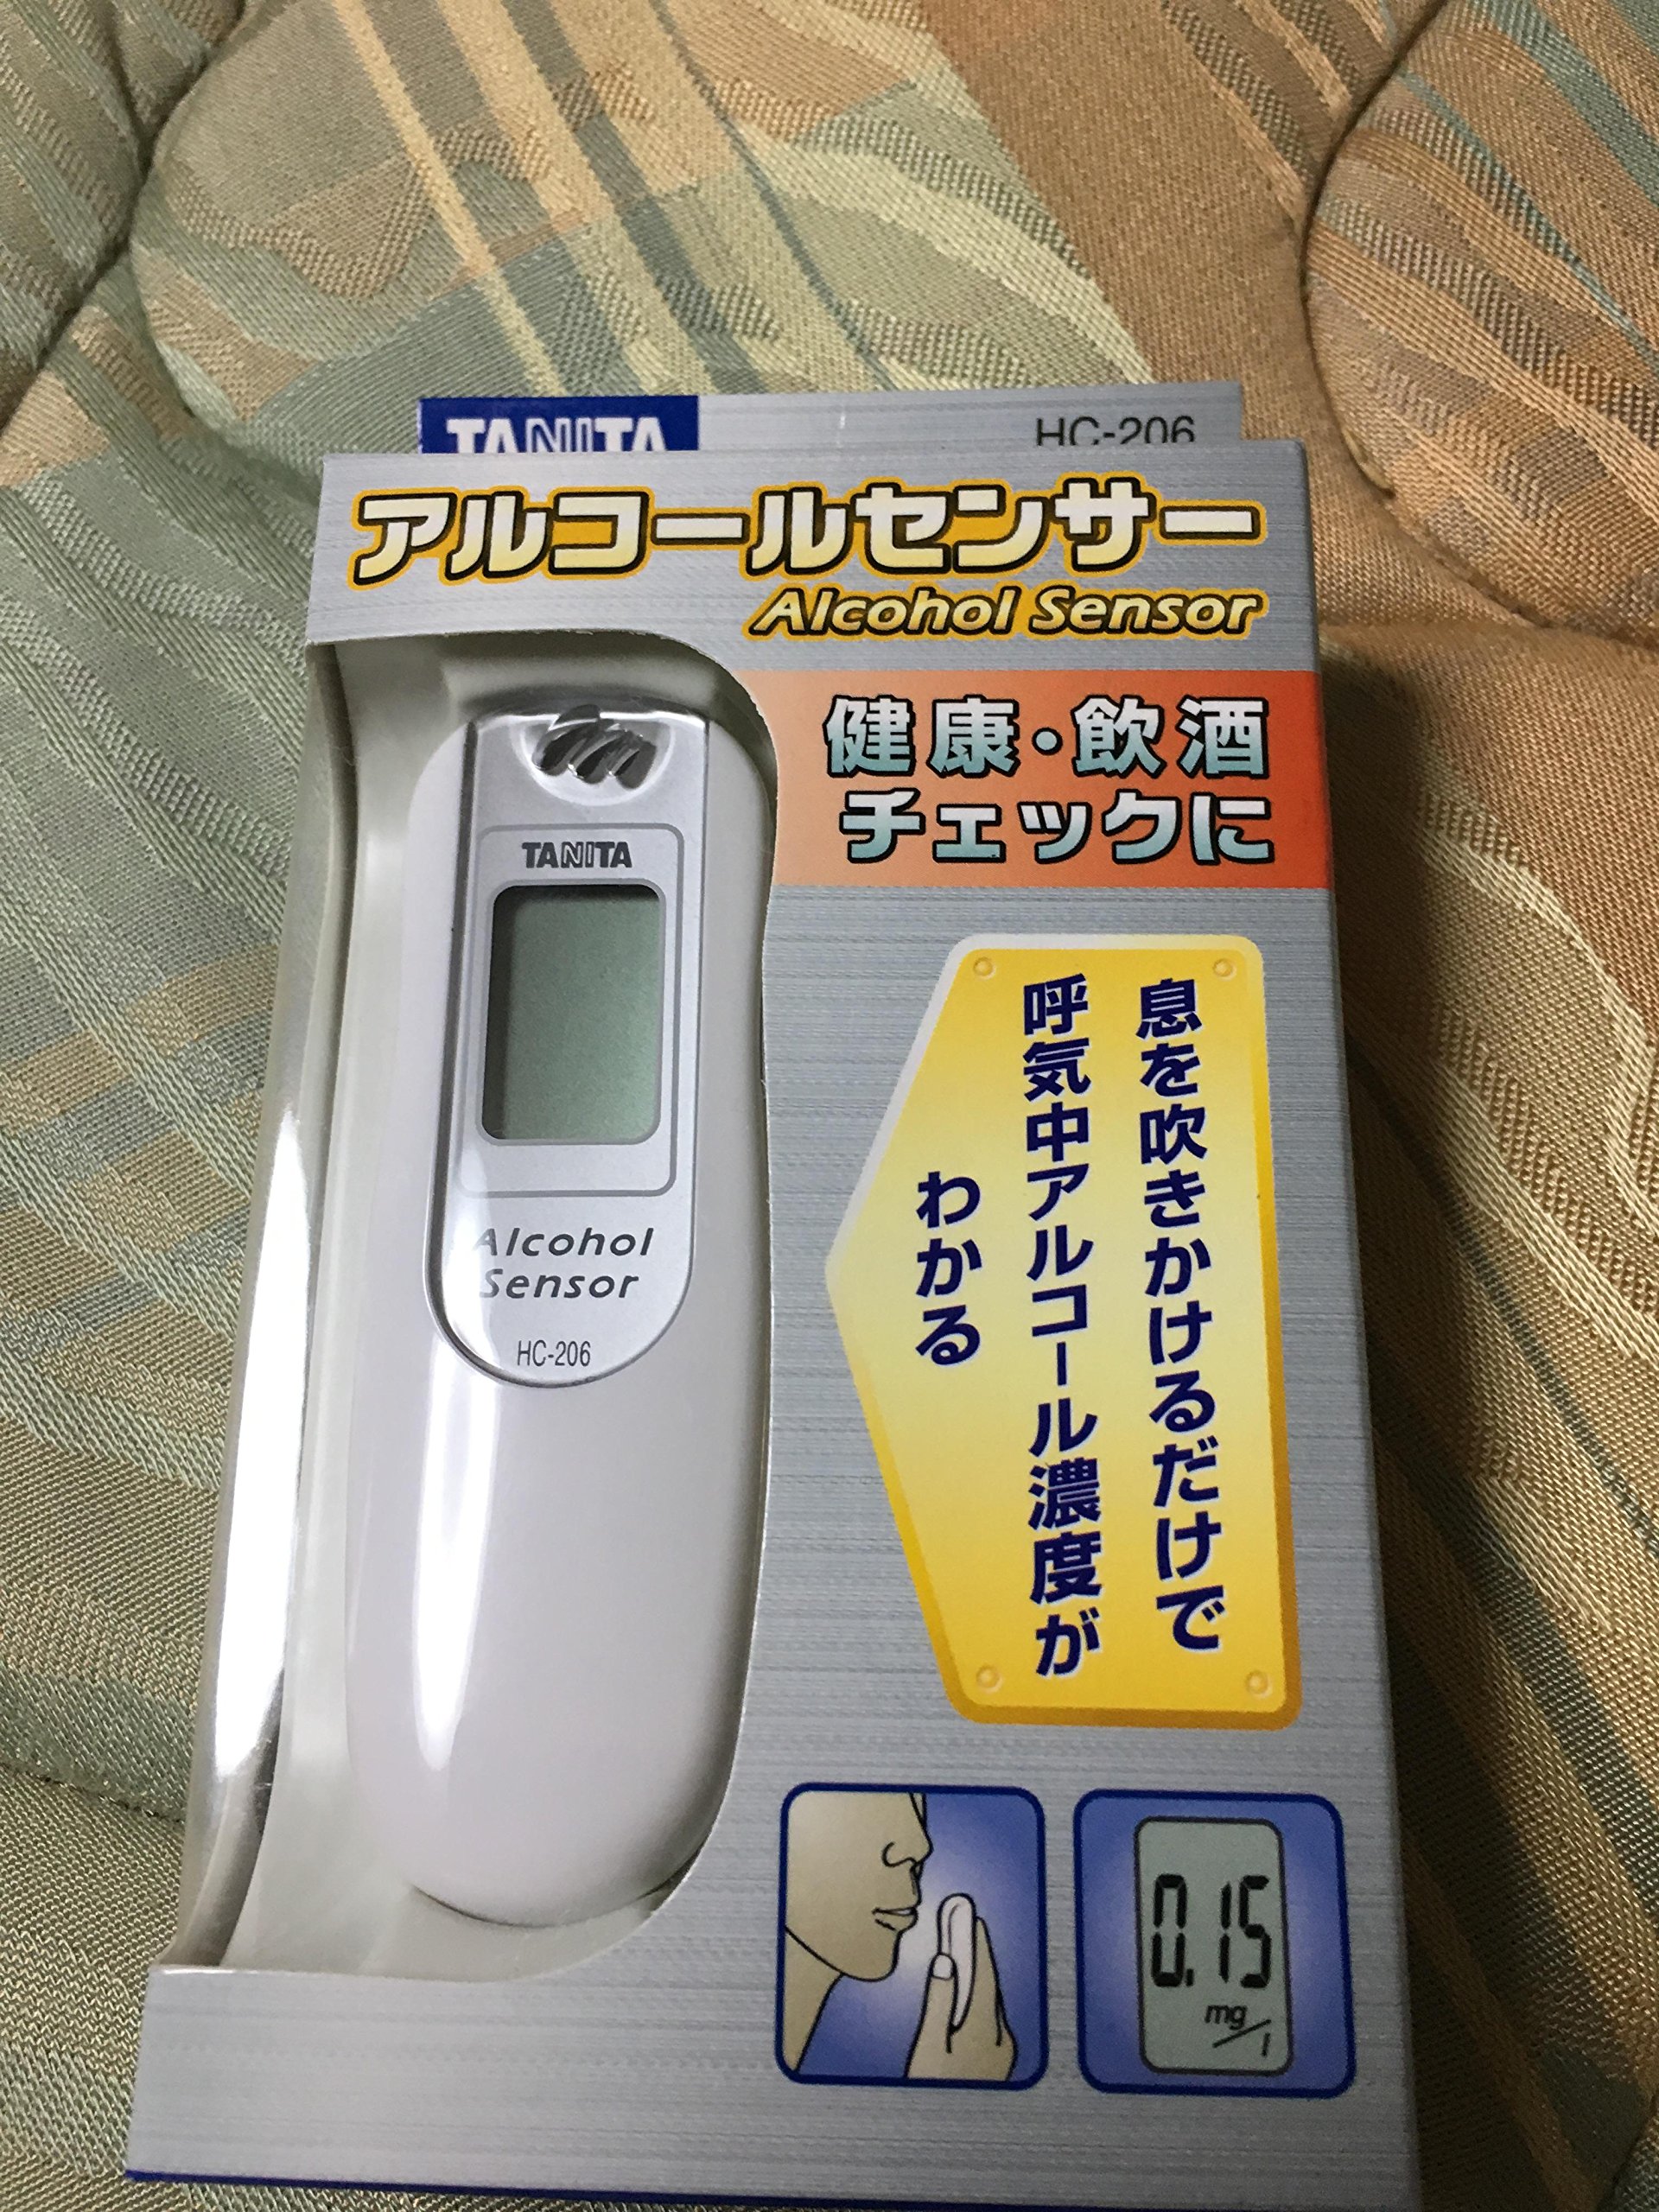 TANITA
HC-206
アルコールセンサー
Alcohol Sensor
健康・飲酒
チェックに
TANITA
Alcohol
Sensor
HC-206
息を吹きかけるだけで
呼気中アルコール濃度が
わかる
0.15
mg/l